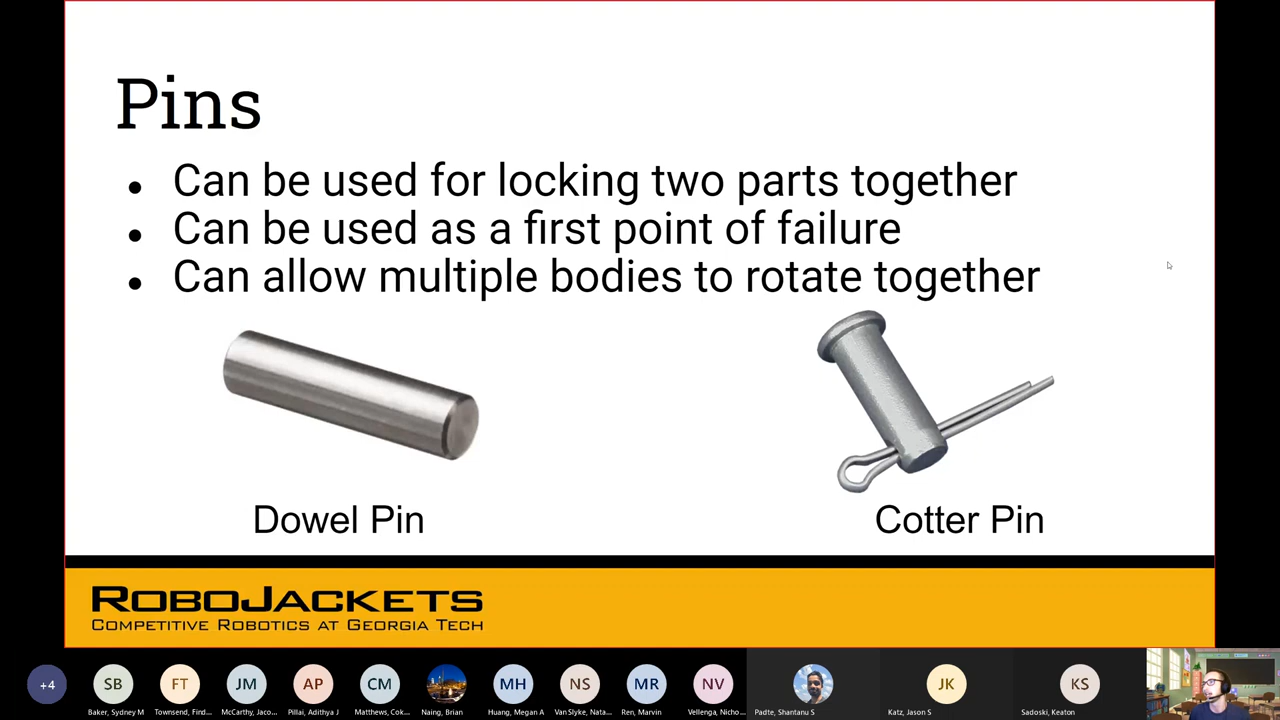 Pins
• Can be used for locking two parts together
• Can be used as a first point of failure
• Can allow multiple bodies to rotate together
Dowel Pin
Cotter Pin
ROBOJACKETS
COMPETITIVE ROBOTICS AT GEORGIA TECH
+4
SB
FT
JM
AP
CM
MH
NS
MR
NV
JK
KS
Baker, Sydney M
Townsend, Find...
McCarthy, Jaco...
Pillai, Adithya J
Matthews, Cok...
Naing, Brian
Huang, Megan A
Van Slyke, Nata...
Ren, Marvin
Vellenga, Nicho...
Padte, Shantanu S
Katz, Jason S
Sadoski, Keaton